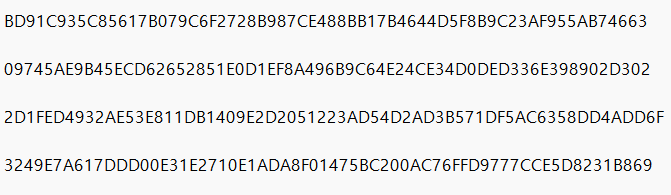 BD91C935C85617B079C6F2728B987CE488BB17B4644D5F8B9C23AF955AB74663
09745AE9B45ECD62652851E0D1EF8A496B9C64E24CE34D0DED336E398902D302
2D1FED4932AE53E811DB1409E2D2051223AD54D2AD3B571DF5AC6358DD4ADD6F
3249E7A617DDD00E31E2710E1ADA8F01475BC200AC76FFD9777CCE5D8231B869